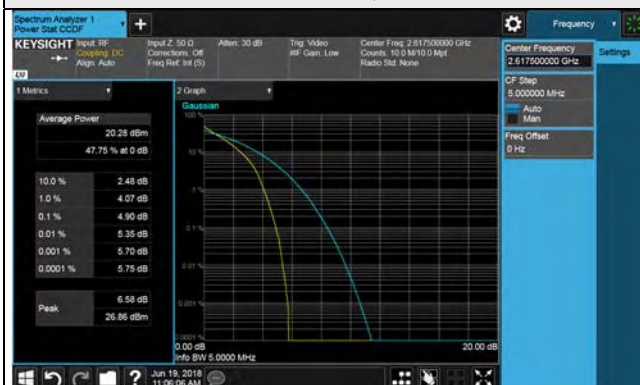 Spectrum Analyzer 1
Power Stat CCDF
Frequency
KEYSIGHT
Input: RF
Coupling: DC
Align: Auto
Input Z: 50 Ω
Corrections: Off
Freq Ref: Int (S)
Atten: 30 dB
Trig: Video
#IF Gain: Low
Center Freq: 2.617500000 GHz
Counts: 10.0 M/10.0 Mpt
Radio Std: None
Center Frequency
2.617500000 GHz
Settings
CF Step
5.000000 MHz
Auto
Man
Freq Offset
0 Hz
1 Metrics
Average Power
20.28 dBm
47.75 % at 0 dB
10.0 % 2.48 dB
1.0 % 4.07 dB
0.1 % 4.90 dB
0.01 % 5.35 dB
0.001 % 5.70 dB
0.0001 % 5.75 dB
Peak
6.58 dB
26.86 dBm
2 Graph
Gaussian
100 %
10 %
1 %
0.1 %
0.01 %
0.001 %
0.0001 %
0.00 dB
20.00 dB
Info BW 5.0000 MHz
?
Jun 19, 2018
11:06:06 AM